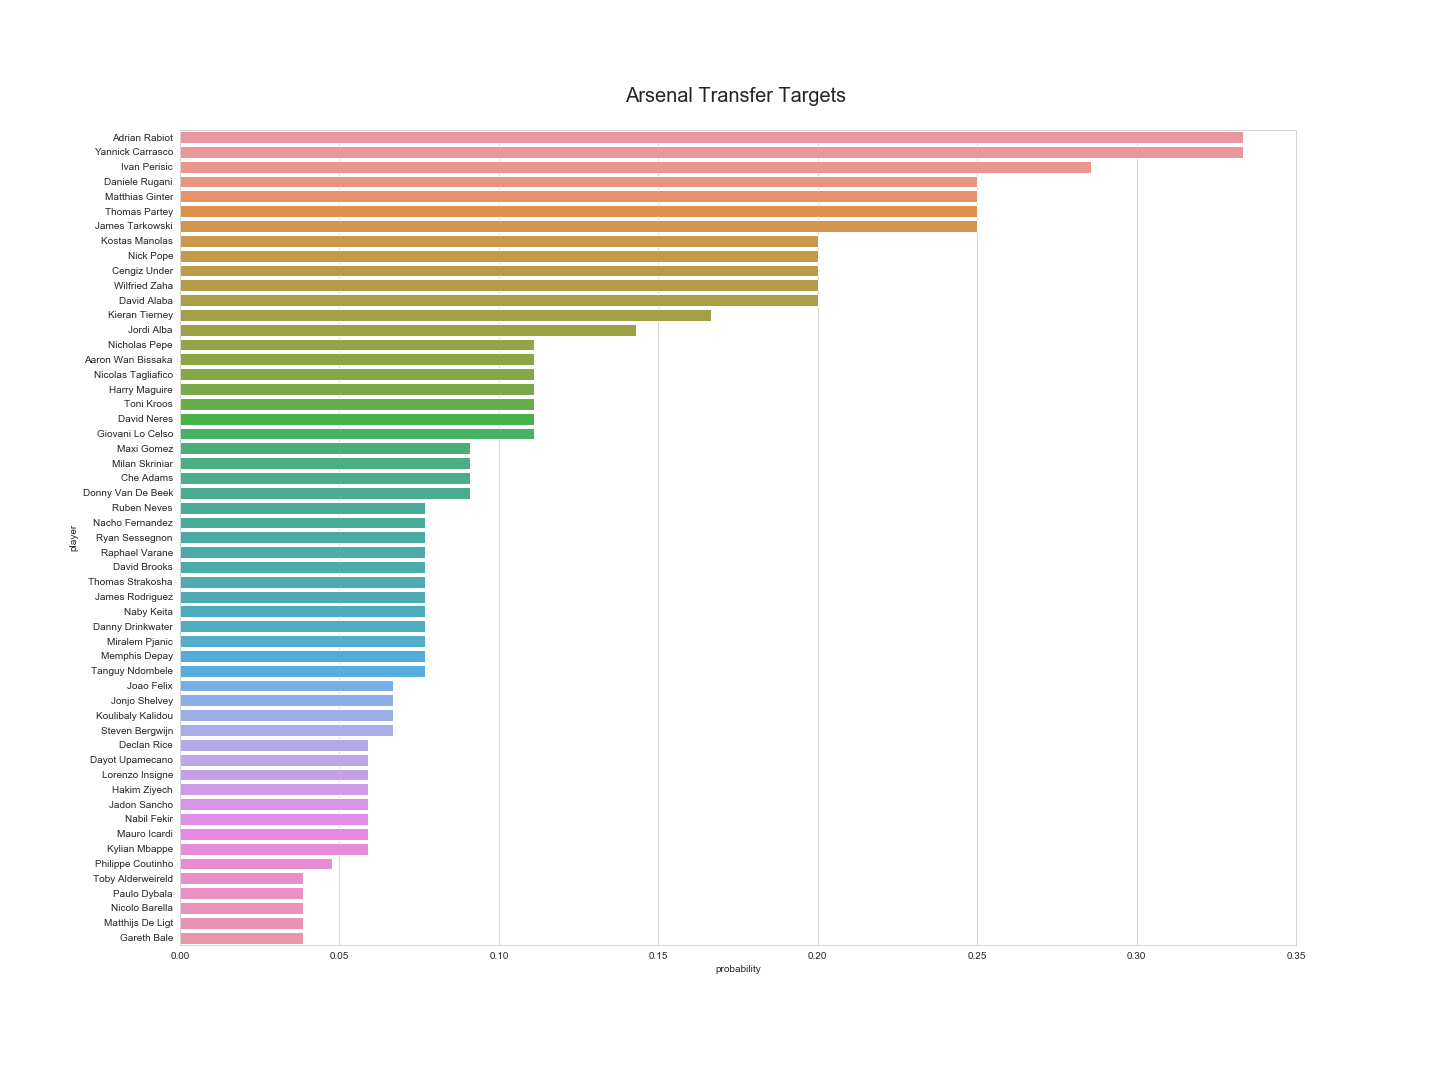 Arsenal Transfer Targets
Adrian Rabiot
Yannick Carrasco
Ivan Perisic
Daniele Rugani
Matthias Ginter
Thomas Partey
James Tarkowski
Kostas Manolas
Nick Pope
Cengiz Under
Wilfried Zaha
David Alaba
Kieran Tierney
Jordi Alba
Nicholas Pepe
Aaron Wan Bissaka
Nicolas Tagliafico
Harry Maguire
Toni Kroos
David Neres
Giovani Lo Celso
Maxi Gomez
Milan Skriniar
Che Adams
Donny Van De Beek
Ruben Neves
Nacho Fernandez
Ryan Sessegnon
Raphael Varane
David Brooks
Thomas Strakosha
James Rodriguez
Naby Keita
Danny Drinkwater
Miralem Pjanic
Memphis Depay
Tanguy Ndombele
Joao Felix
Jonjo Shelvey
Koulibaly Kalidou
Steven Bergwijn
Declan Rice
Dayot Upamecano
Lorenzo Insigne
Hakim Ziyech
Jadon Sancho
Nabil Fekir
Mauro Icardi
Kylian Mbappe
Philippe Coutinho
Toby Alderweireld
Paulo Dybala
Nicolo Barella
Matthijs De Ligt
Gareth Bale
player
0.00 0.05 0.10 0.15 0.20 0.25 0.30 0.35
probability